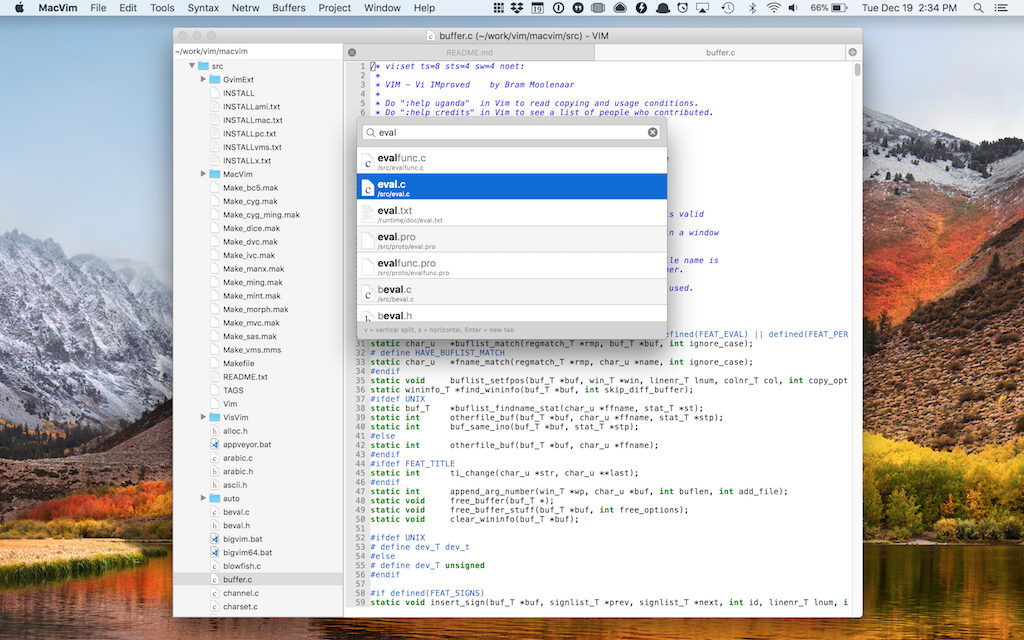 MacVim File Edit Tools Syntax Netrw Buffers Project Window Help 19 66% Tue Dec 19 2:34 PM
buffer.c (~/work/vim/macvim/src) - VIM
~/work/vim/macvim
README.md
buffer.c
src
GvimExt
INSTALL
INSTALLami.txt
INSTALLmac.txt
INSTALLpc.txt
INSTALLvms.txt
INSTALLx.txt
MacVim
Make_bc5.mak
Make_cyg.mak
Make_cyg_ming.mak
Make_dice.mak
Make_dvc.mak
Make_ivc.mak
Make_manx.mak
Make_ming.mak
Make_mint.mak
Make_morph.mak
Make_mvc.mak
Make_sas.mak
Make_vms.mms
Makefile
README.txt
TAGS
Vim
VisVim
alloc.h
appveyor.bat
arabic.c
arabic.h
ascii.h
auto
beval.c
beval.h
bigvim.bat
bigvim64.bat
blowfish.c
buffer.c
channel.c
charset.c
1 /* vi:set ts=8 sts=4 sw=4 noet:
2 *
3 * VIM - Vi IMproved by Bram Moolenaar
4 *
5 * Do ":help uganda" in Vim to read copying and usage conditions.
6 * Do ":help credits" in Vim to see a list of people who contributed.
eval
evalfunc.c
/src/evalfunc.c
eval.c
/src/eval.c
eval.txt
/runtime/doc/eval.txt
eval.pro
/src/proto/eval.pro
evalfunc.pro
/src/proto/evalfunc.pro
beval.c
/src/beval.c
beval.h
v = vertical split, s = horizontal, Enter = new tab
is valid
n a window
le name is
er.
used.
efined(FEAT_EVAL) || defined(FEAT_PER
31 static char_u *buflist_match(regmatch_T *rmp, buf_T *buf, int ignore_case);
32 # define HAVE_BUFLIST_MATCH
33 static char_u *fname_match(regmatch_T *rmp, char_u *name, int ignore_case);
34 #endif
35 static void buflist_setfpos(buf_T *buf, win_T *win, linenr_T lnum, colnr_T col, int copy_opt
36 static wininfo_T *find_wininfo(buf_T *buf, int skip_diff_buffer);
37 #ifdef UNIX
38 static buf_T *buflist_findname_stat(char_u *ffname, stat_T *st);
39 static int otherfile_buf(buf_T *buf, char_u *ffname, stat_T *stp);
40 static int buf_same_ino(buf_T *buf, stat_T *stp);
41 #else
42 static int otherfile_buf(buf_T *buf, char_u *ffname);
43 #endif
44 #ifdef FEAT_TITLE
45 static int ti_change(char_u *str, char_u **last);
46 #endif
47 static int append_arg_number(win_T *wp, char_u *buf, int buflen, int add_file);
48 static void free_buffer(buf_T *);
49 static void free_buffer_stuff(buf_T *buf, int free_options);
50 static void clear_wininfo(buf_T *buf);
51
52 #ifdef UNIX
53 # define dev_T dev_t
54 #else
55 # define dev_T unsigned
56 #endif
57
58 #if defined(FEAT_SIGNS)
59 static void insert_sign(buf_T *buf, signlist_T *prev, signlist_T *next, int id, linenr_T lnum, i